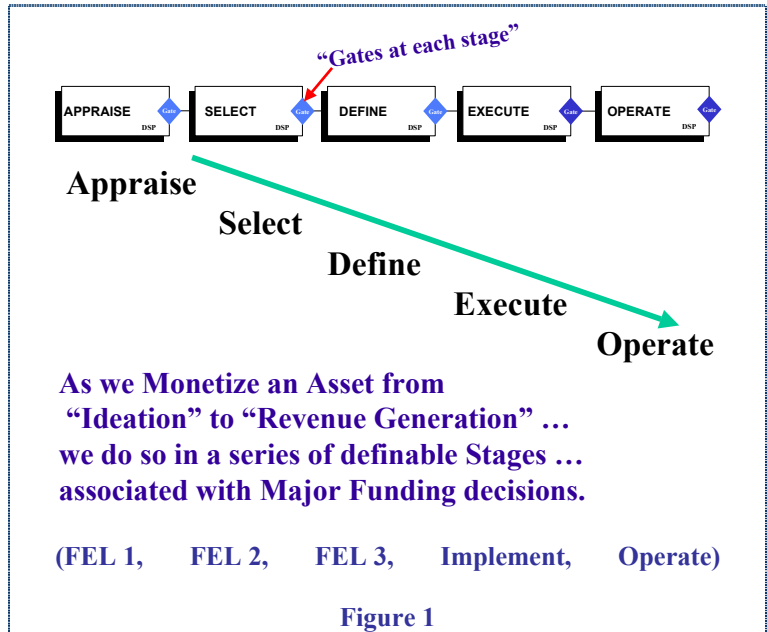 “Gates at each stage”
APPRAISE Gate SELECT Gate DEFINE Gate EXECUTE Gate OPERATE Gate
DSP DSP DSP DSP DSP
Appraise
Select
Define
Execute
Operate
As we Monetize an Asset from
“Ideation” to “Revenue Generation” …
we do so in a series of definable Stages …
associated with Major Funding decisions.
(FEL 1, FEL 2, FEL 3, Implement, Operate)
Figure 1